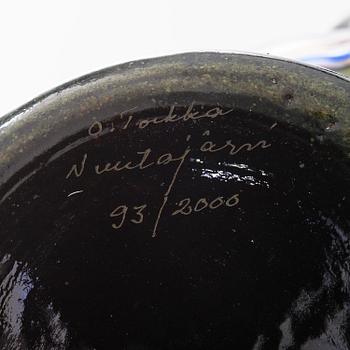 O. Toikka
Nuutajärvi
93/2000